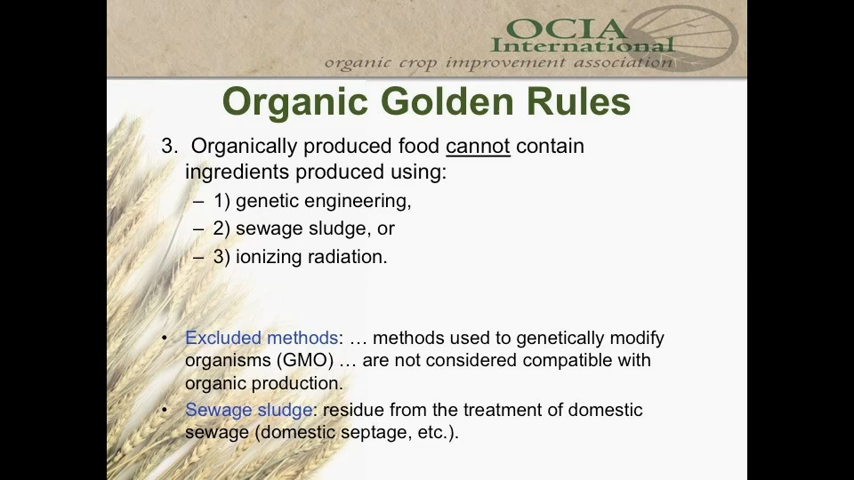 OCIA
International
organic crop improvement association
Organic Golden Rules
3. Organically produced food cannot contain
ingredients produced using:
– 1) genetic engineering,
– 2) sewage sludge, or
– 3) ionizing radiation.
• Excluded methods: … methods used to genetically modify
organisms (GMO) … are not considered compatible with
organic production.
• Sewage sludge: residue from the treatment of domestic
sewage (domestic septage, etc.).